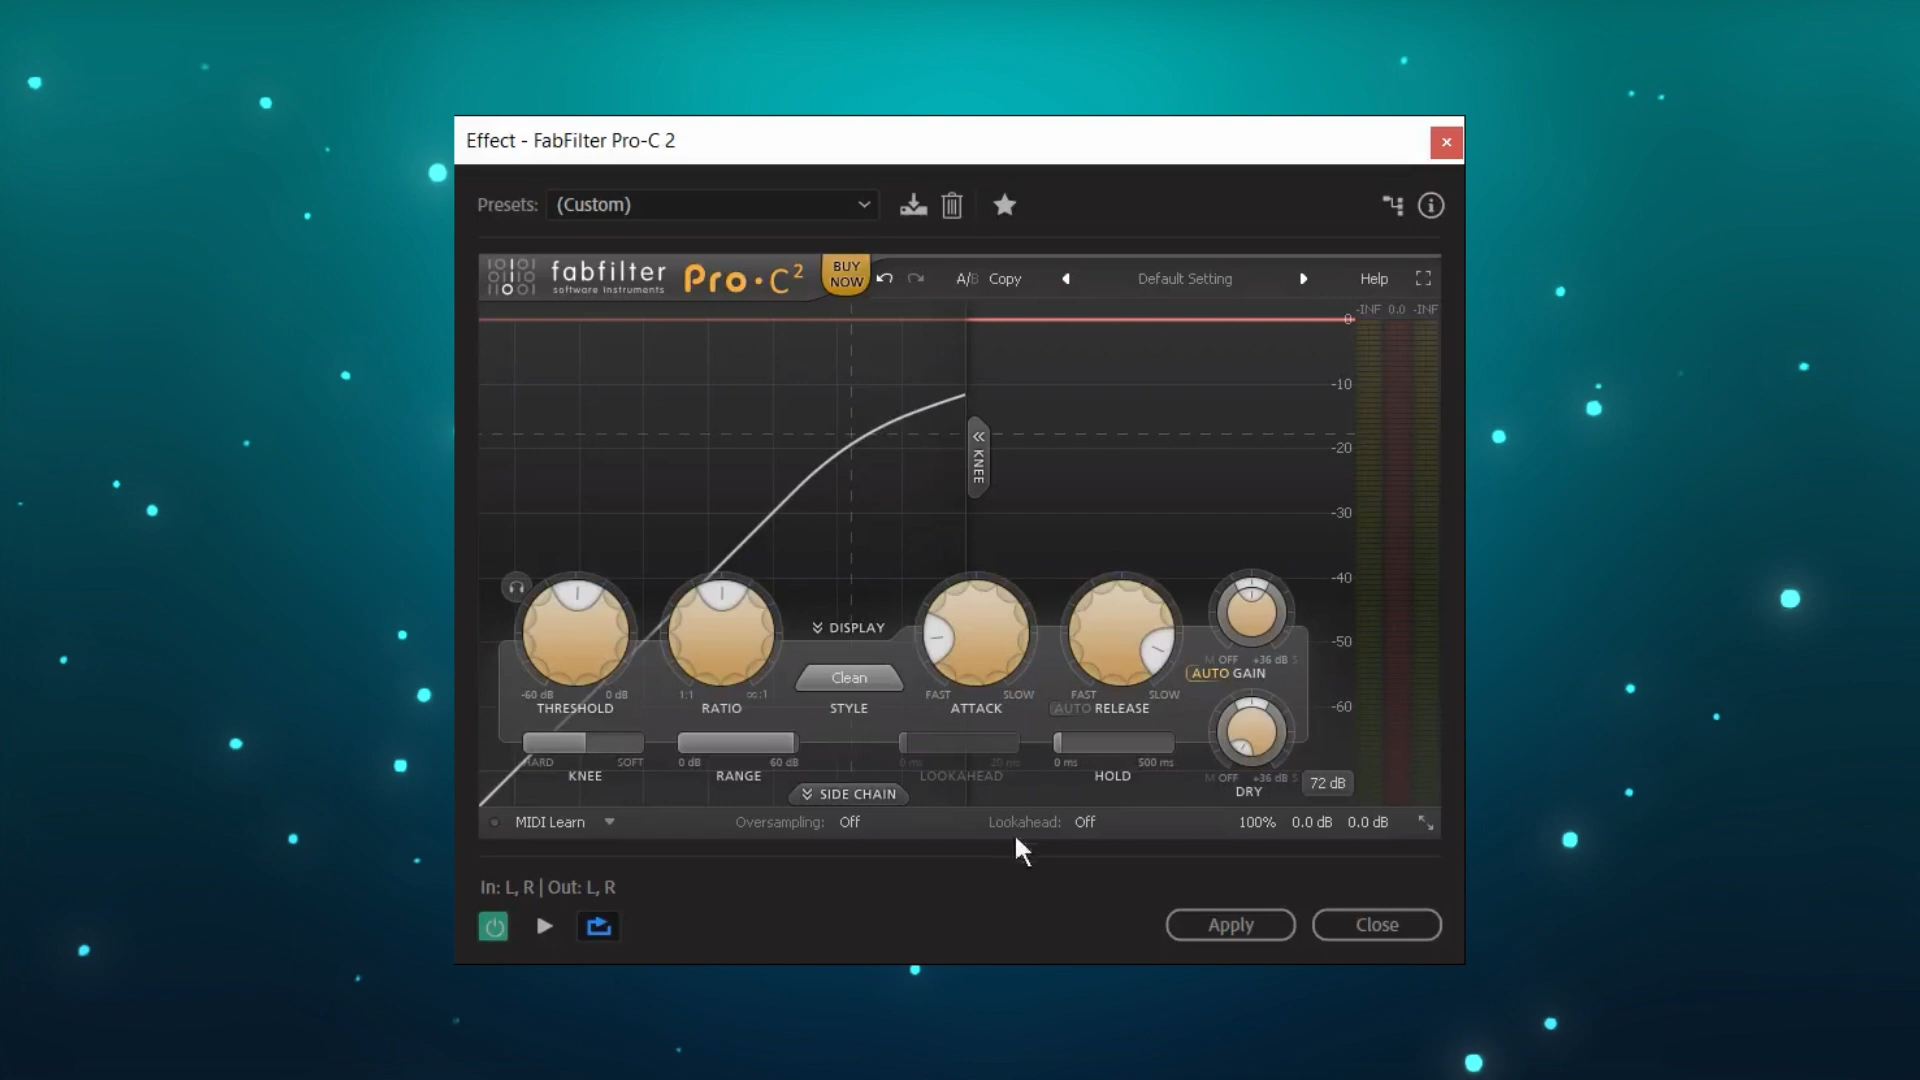 Effect - FabFilter Pro-C 2
x
Presets: (Custom)
fabfilter
software instruments
Pro·C²
BUY NOW
A/B Copy Default Setting Help
-INF 0.0 -INF
0
-10
-20
KNEE
-30
-40
-50
DISPLAY
M OFF +36 dB S
AUTO GAIN
Clean
-60 dB 0 dB 1:1 ∞:1 FAST SLOW FAST SLOW
THRESHOLD RATIO STYLE ATTACK AUTO RELEASE
-60
HARD SOFT 0 dB 60 dB 0 ms 20 ms 0 ms 500 ms
KNEE RANGE LOOKAHEAD HOLD
M OFF +36 dB S
DRY
72 dB
SIDE CHAIN
MIDI Learn Oversampling: Off Lookahead: Off 100% 0.0 dB 0.0 dB
In: L, R | Out: L, R
Apply Close